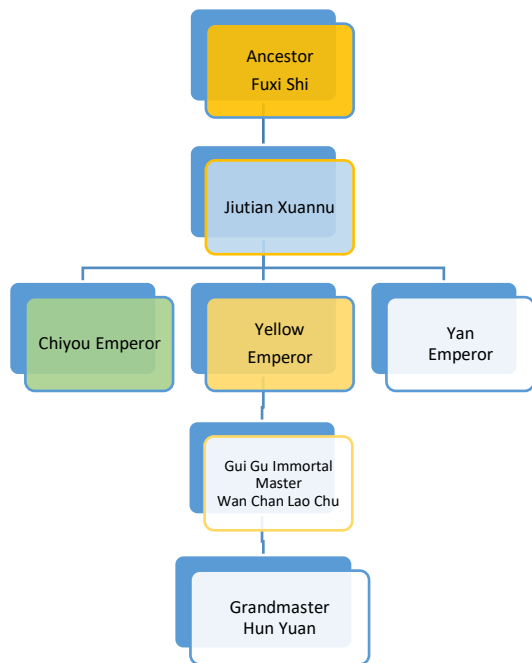 Ancestor
Fuxi Shi
Jiutian Xuannu
Chiyou Emperor
Yellow
Emperor
Yan
Emperor
Gui Gu Immortal
Master
Wan Chan Lao Chu
Grandmaster
Hun Yuan